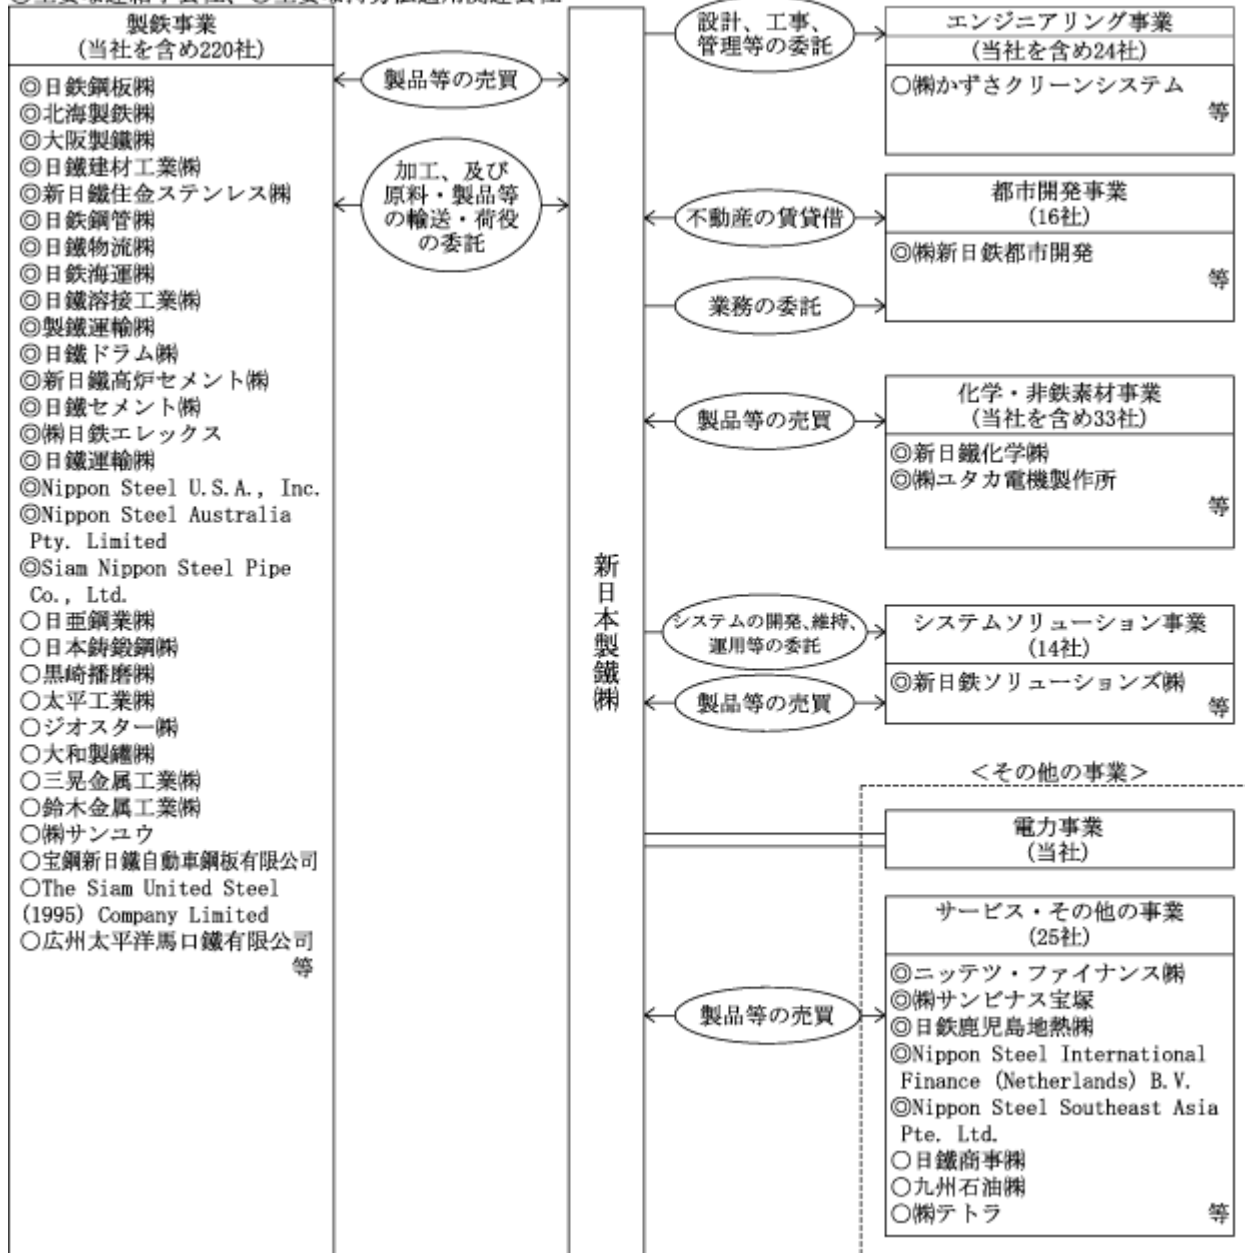 製鉄事業
(当社を含め220社)
◎日鉄鋼板㈱
◎北海製鉄㈱
◎大阪製鐵㈱
◎日鐵建材工業㈱
◎新日鐵住金ステンレス㈱
◎日鉄鋼管㈱
◎日鐵物流㈱
◎日鉄海運㈱
◎日鐵溶接工業㈱
◎製鐵運輸㈱
◎日鐵ドラム㈱
◎新日鐵高炉セメント㈱
◎日鐵セメント㈱
◎㈱日鉄エレックス
◎日鐵運輸㈱
◎Nippon Steel U.S.A., Inc.
◎Nippon Steel Australia
Pty. Limited
◎Siam Nippon Steel Pipe
Co., Ltd.
○日亜鋼業㈱
○日本鋳鍛鋼㈱
○黒崎播磨㈱
○太平工業㈱
○ジオスター㈱
○大和製罐㈱
○三晃金属工業㈱
○鈴木金属工業㈱
○㈱サンユウ
○宝鋼新日鐵自動車鋼板有限公司
○The Siam United Steel
(1995) Company Limited
○広州太平洋馬口鐵有限公司
等
製品等の売買
加工、及び
原料・製品等
の輸送・荷役
の委託
新日本製鐵㈱
設計、工事、
管理等の委託
エンジニアリング事業
(当社を含め24社)
○㈱かずさクリーンシステム
等
不動産の賃貸借
業務の委託
都市開発事業
(16社)
◎㈱新日鉄都市開発
等
製品等の売買
化学・非鉄素材事業
(当社を含め33社)
◎新日鐵化学㈱
◎㈱ユタカ電機製作所
等
システムの開発、維持、
運用等の委託
製品等の売買
システムソリューション事業
(14社)
◎新日鉄ソリューションズ㈱
等
＜その他の事業＞
電力事業
(当社)
製品等の売買
サービス・その他の事業
(25社)
◎ニッテツ・ファイナンス㈱
◎㈱サンビナス宝塚
◎日鉄鹿児島地熱㈱
◎Nippon Steel International
Finance (Netherlands) B.V.
◎Nippon Steel Southeast Asia
Pte. Ltd.
○日鐵商事㈱
○九州石油㈱
○㈱テトラ
等